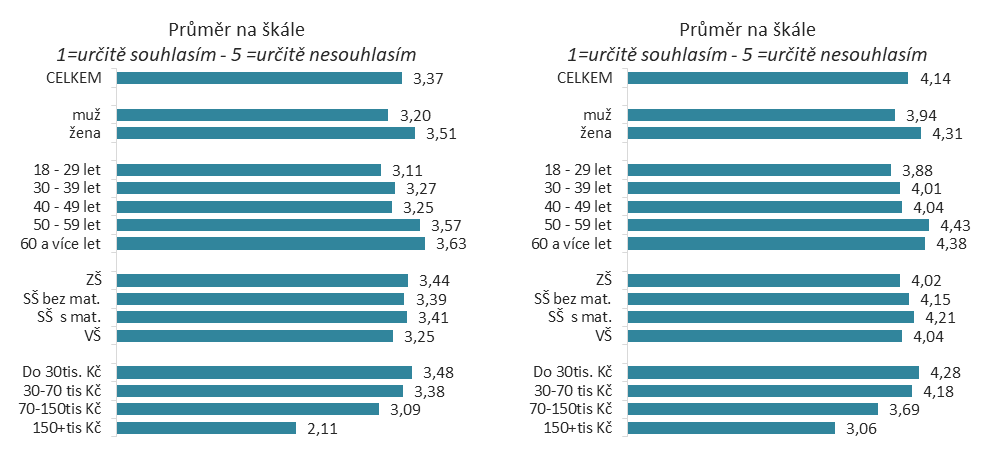 Průměr na škále
1=určitě souhlasím - 5 =určitě nesouhlasím
CELKEM 3,37
muž 3,20
žena 3,51
18 - 29 let 3,11
30 - 39 let 3,27
40 - 49 let 3,25
50 - 59 let 3,57
60 a více let 3,63
ZŠ 3,44
SŠ bez mat. 3,39
SŠ s mat. 3,41
VŠ 3,25
Do 30tis. Kč 3,48
30-70 tis Kč 3,38
70-150tis Kč 3,09
150+tis Kč 2,11
Průměr na škále
1=určitě souhlasím - 5 =určitě nesouhlasím
CELKEM 4,14
muž 3,94
žena 4,31
18 - 29 let 3,88
30 - 39 let 4,01
40 - 49 let 4,04
50 - 59 let 4,43
60 a více let 4,38
ZŠ 4,02
SŠ bez mat. 4,15
SŠ s mat. 4,21
VŠ 4,04
Do 30tis. Kč 4,28
30-70 tis Kč 4,18
70-150tis Kč 3,69
150+tis Kč 3,06